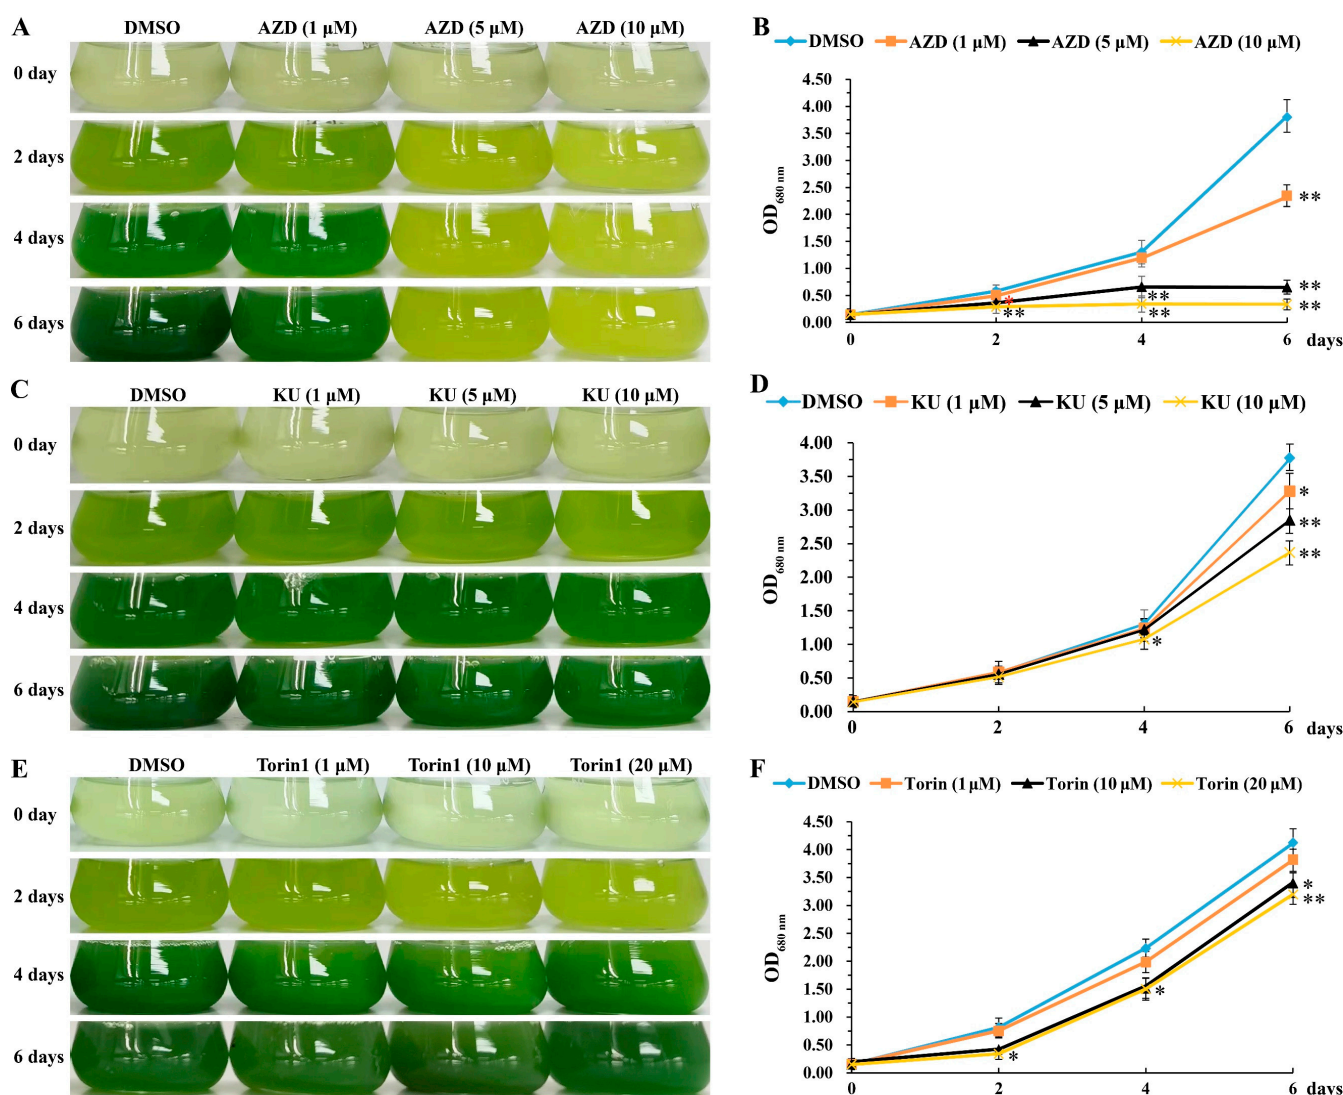 A
DMSO AZD (1 μM) AZD (5 μM) AZD (10 μM)
0 day
2 days
4 days
6 days
B
DMSO AZD (1 μM) AZD (5 μM) AZD (10 μM)
4.50
4.00
3.50
3.00
2.50
2.00
1.50
1.00
0.50
0.00
OD680 nm
**
**
**
*
**
**
**
0 2 4 6 days
C
DMSO KU (1 μM) KU (5 μM) KU (10 μM)
0 day
2 days
4 days
6 days
D
DMSO KU (1 μM) KU (5 μM) KU (10 μM)
4.00
3.50
3.00
2.50
2.00
1.50
1.00
0.50
0.00
OD680 nm
*
**
**
*
0 2 4 6 days
E
DMSO Torin1 (1 μM) Torin1 (10 μM) Torin1 (20 μM)
0 day
2 days
4 days
6 days
F
DMSO Torin (1 μM) Torin (10 μM) Torin (20 μM)
4.50
4.00
3.50
3.00
2.50
2.00
1.50
1.00
0.50
0.00
OD680 nm
*
**
*
*
0 2 4 6 days